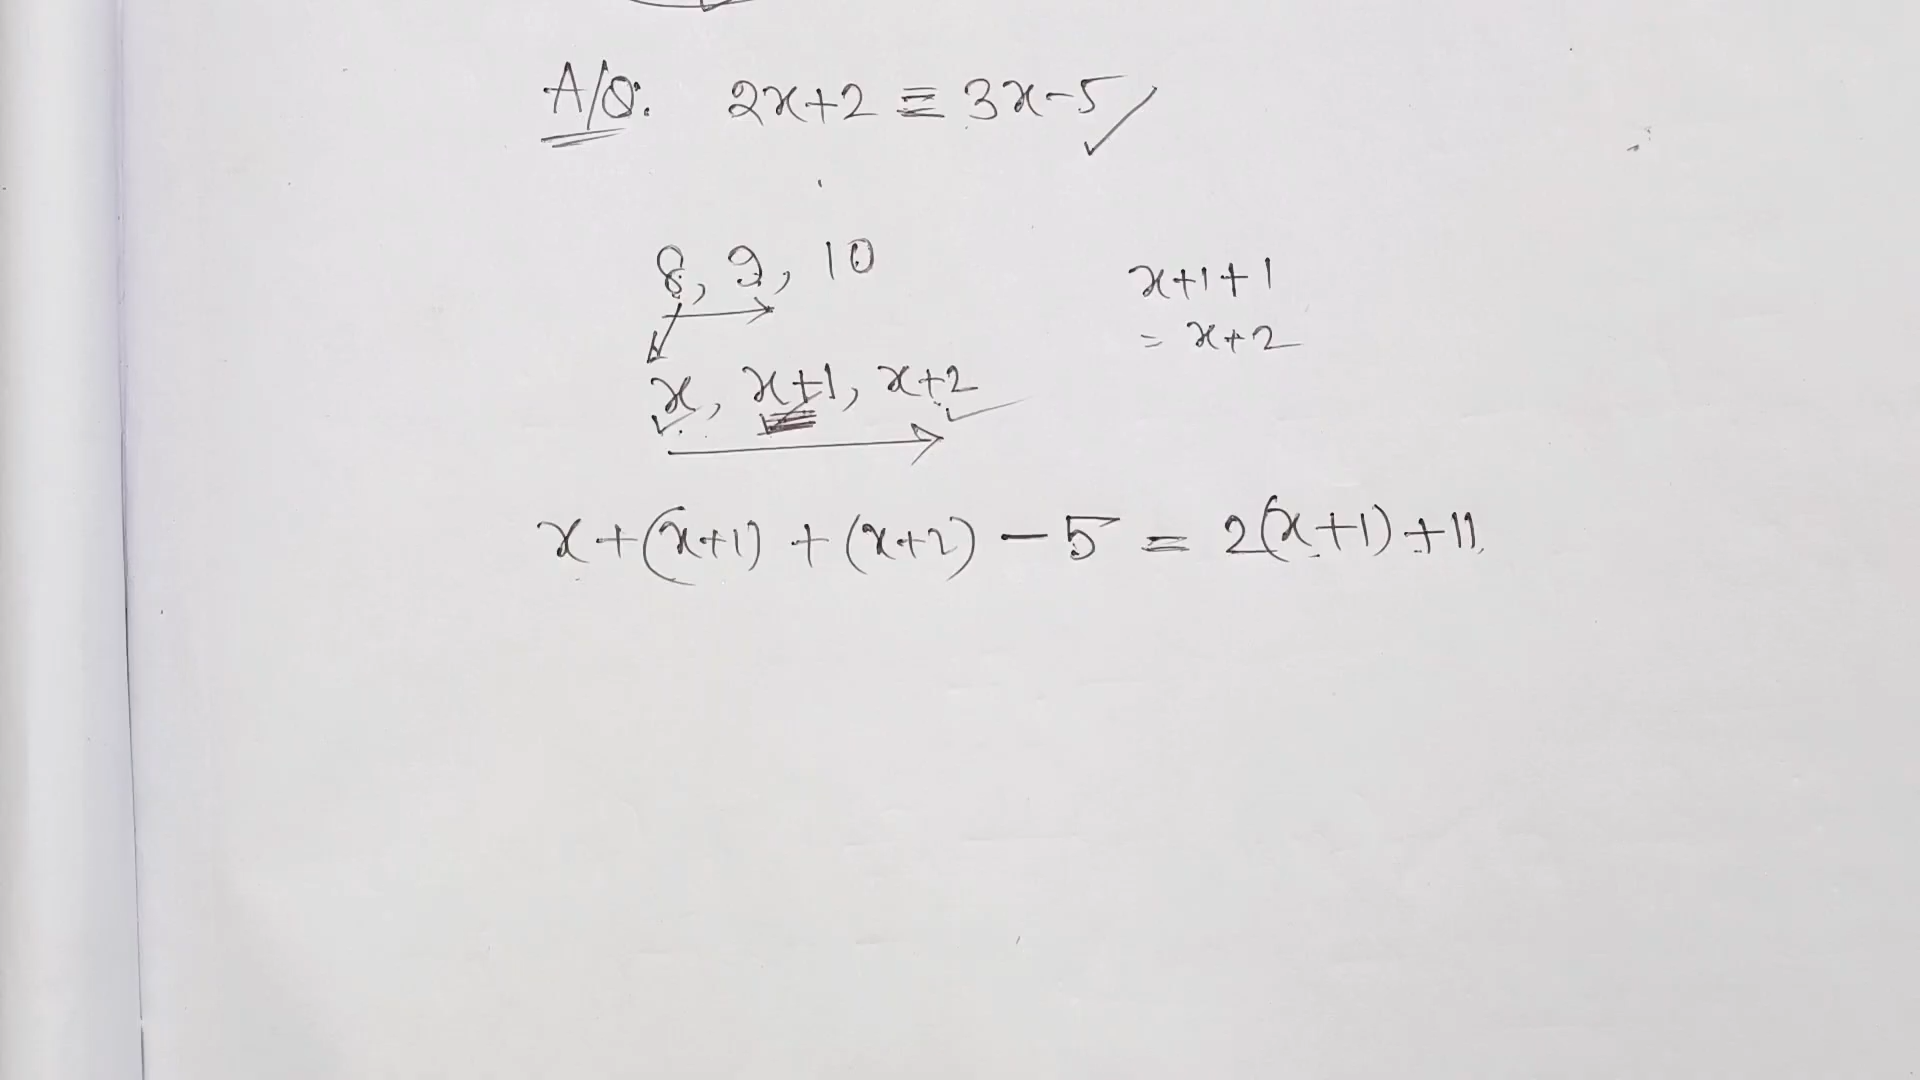 A/Q. 2x+2 = 3x-5
8, 9, 10
x+1+1
= x+2
x, x+1, x+2
x+(x+1) + (x+2) - 5 = 2(x+1)+11